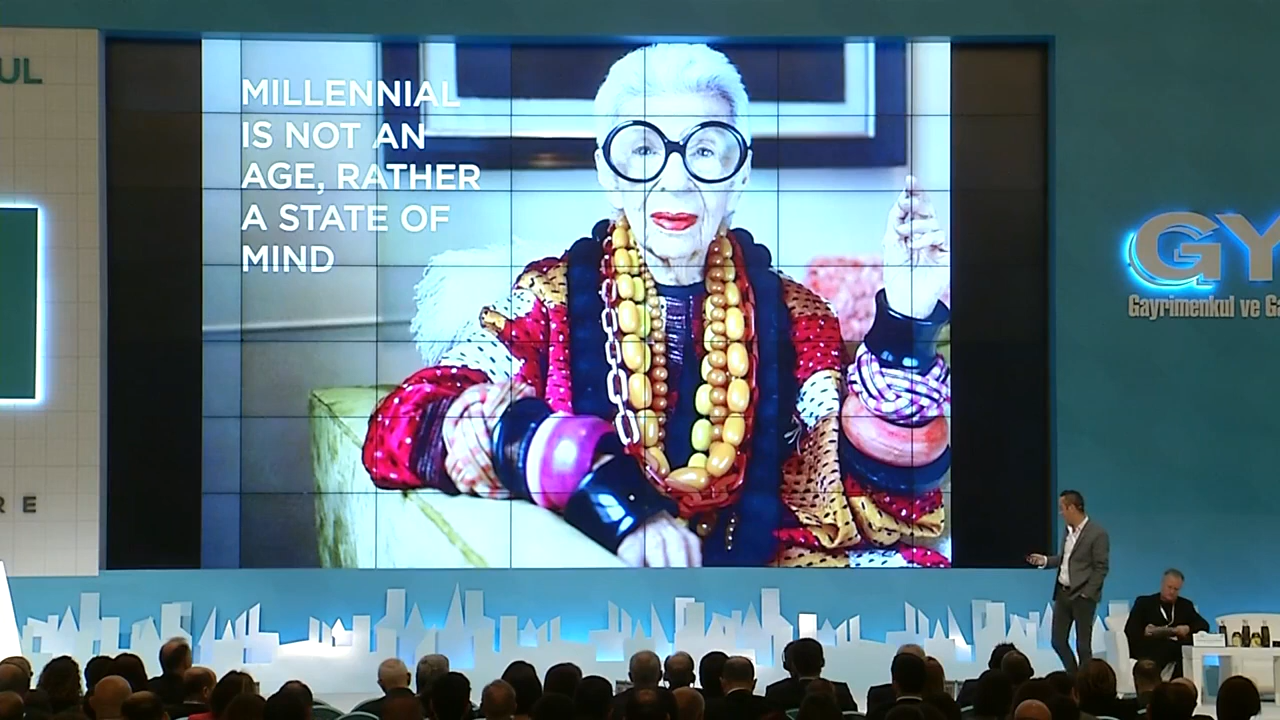 UL
MILLENNIAL
IS NOT AN
AGE, RATHER
A STATE OF
MIND
GY
Gayrimenkul ve Ga
R E